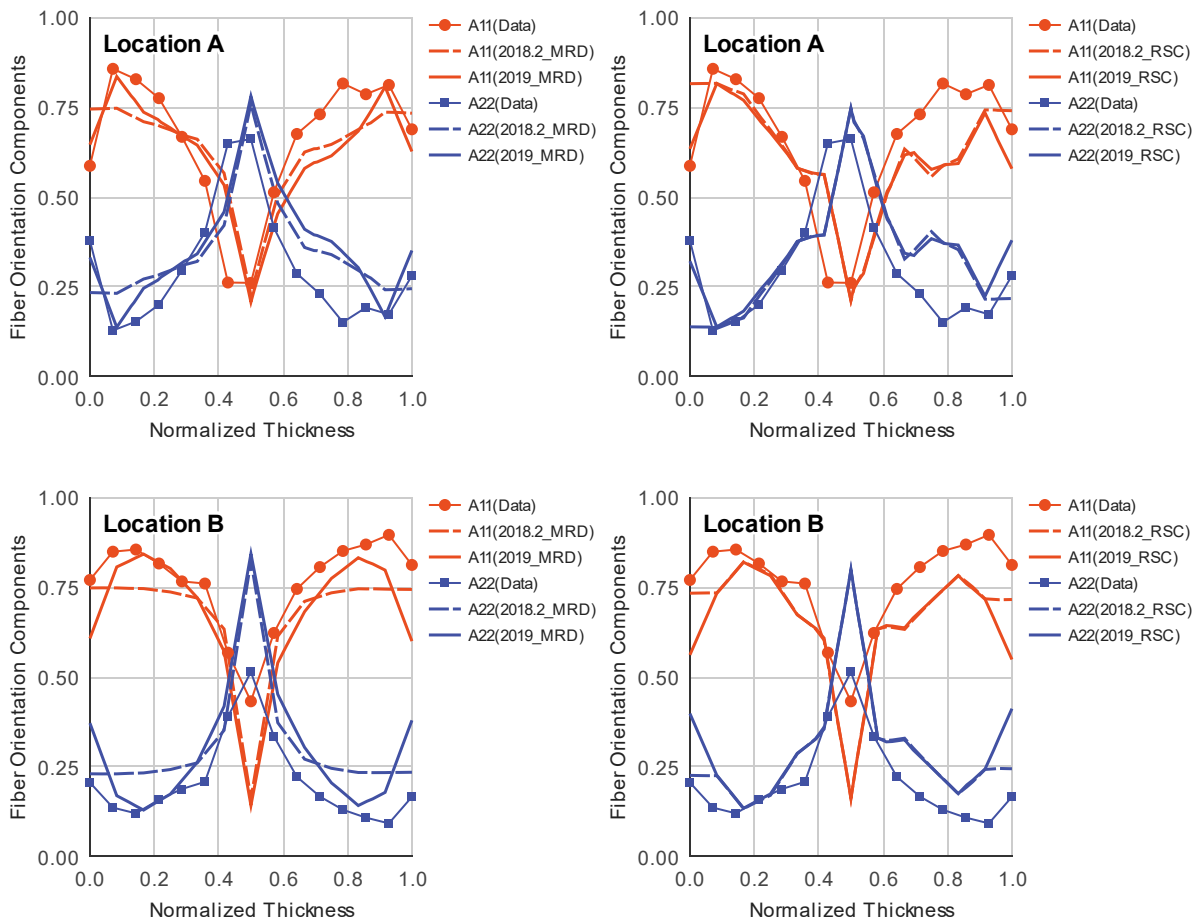 Location A
Fiber Orientation Components
1.00
0.75
0.50
0.25
0.00
0.0 0.2 0.4 0.6 0.8 1.0
Normalized Thickness
A11(Data)
A11(2018.2_MRD)
A11(2019_MRD)
A22(Data)
A22(2018.2_MRD)
A22(2019_MRD)
Location A
Fiber Orientation Components
1.00
0.75
0.50
0.25
0.00
0.0 0.2 0.4 0.6 0.8 1.0
Normalized Thickness
A11(Data)
A11(2018.2_RSC)
A11(2019_RSC)
A22(Data)
A22(2018.2_RSC)
A22(2019_RSC)
Location B
Fiber Orientation Components
1.00
0.75
0.50
0.25
0.00
0.0 0.2 0.4 0.6 0.8 1.0
Normalized Thickness
A11(Data)
A11(2018.2_MRD)
A11(2019_MRD)
A22(Data)
A22(2018.2_MRD)
A22(2019_MRD)
Location B
Fiber Orientation Components
1.00
0.75
0.50
0.25
0.00
0.0 0.2 0.4 0.6 0.8 1.0
Normalized Thickness
A11(Data)
A11(2018.2_RSC)
A11(2019_RSC)
A22(Data)
A22(2018.2_RSC)
A22(2019_RSC)